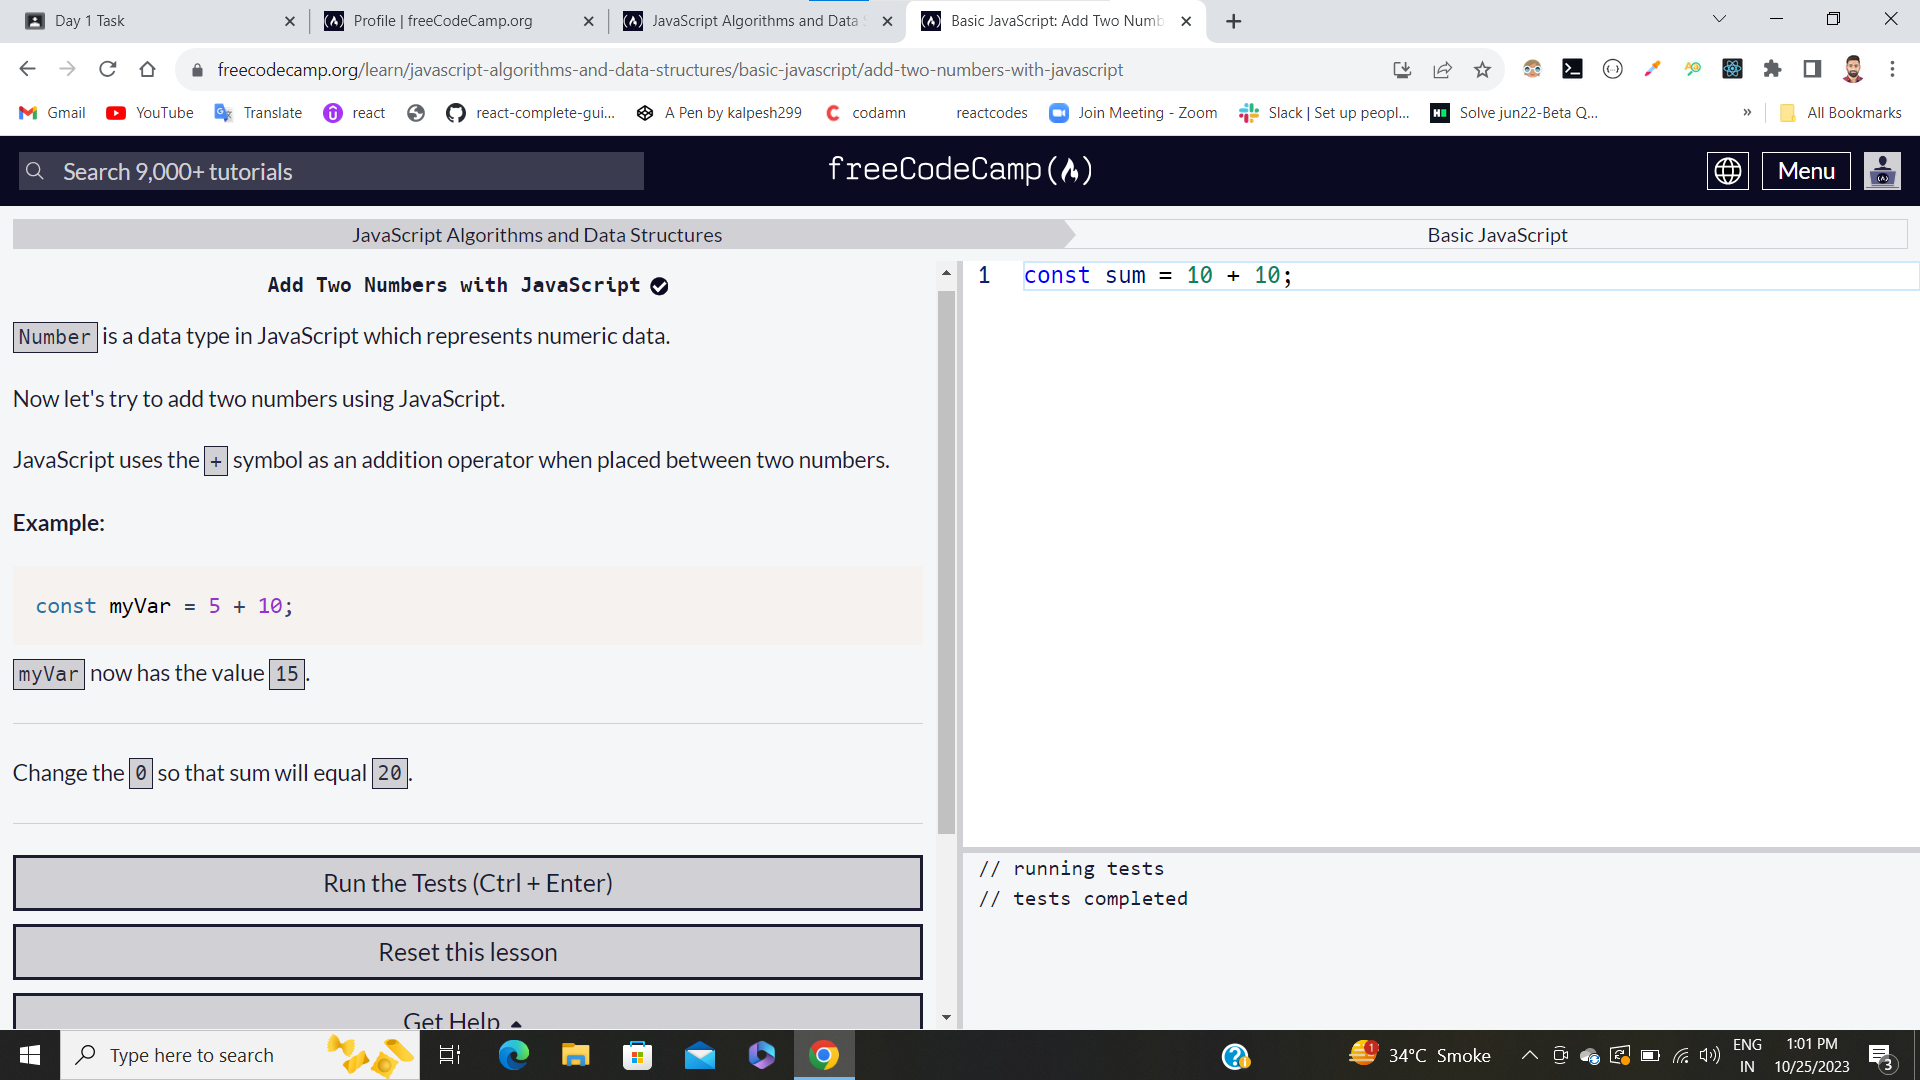 Day 1 Task
Profile | freeCodeCamp.org
JavaScript Algorithms and Data S
Basic JavaScript: Add Two Numb
freecodecamp.org/learn/javascript-algorithms-and-data-structures/basic-javascript/add-two-numbers-with-javascript
Gmail
YouTube
Translate
react
react-complete-gui...
A Pen by kalpesh299
codamn
reactcodes
Join Meeting - Zoom
Slack | Set up peopl...
Solve jun22-Beta Q...
»
All Bookmarks
Search 9,000+ tutorials
freeCodeCamp
Menu
JavaScript Algorithms and Data Structures
Basic JavaScript
Add Two Numbers with JavaScript
Number is a data type in JavaScript which represents numeric data.
Now let's try to add two numbers using JavaScript.
JavaScript uses the + symbol as an addition operator when placed between two numbers.
Example:
const myVar = 5 + 10;
myVar now has the value 15.
Change the 0 so that sum will equal 20.
Run the Tests (Ctrl + Enter)
Reset this lesson
Get Help
1 const sum = 10 + 10;
// running tests
// tests completed
Type here to search
1
34°C Smoke
ENG
IN
1:01 PM
10/25/2023
3